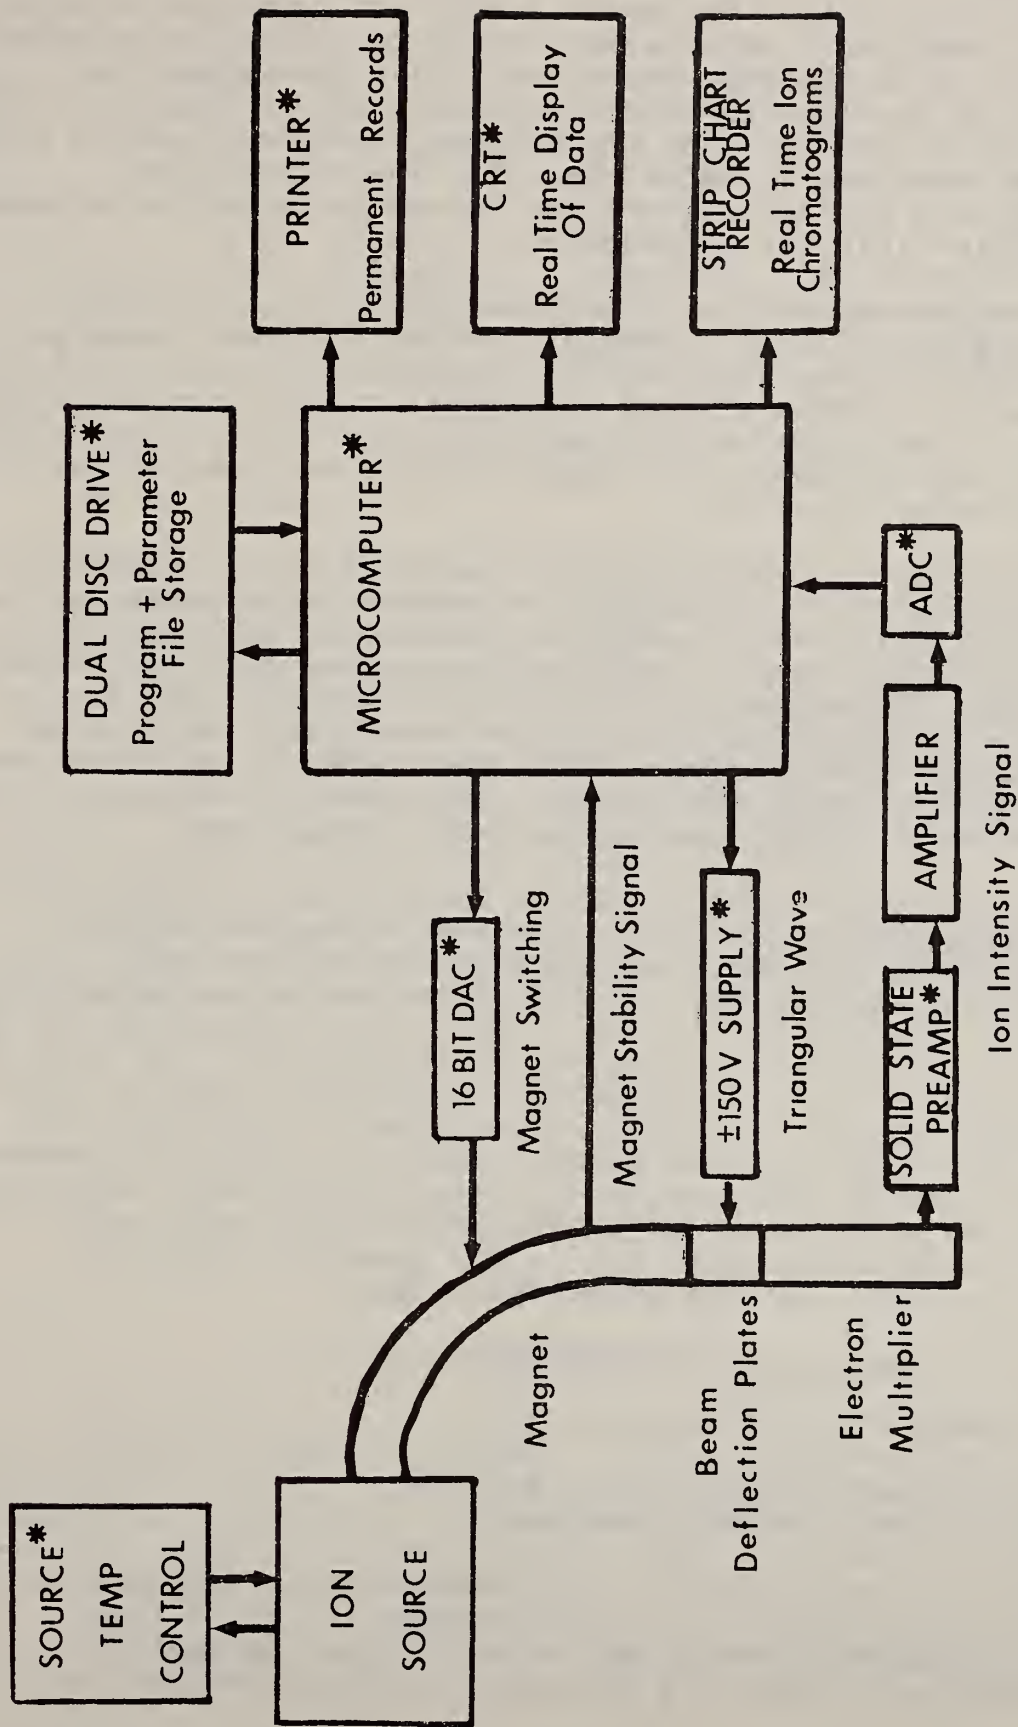 SOURCE*
TEMP
CONTROL
ION
SOURCE
Magnet
Beam
Deflection Plates
Electron
Multiplier
16 BIT DAC*
Magnet Switching
Magnet Stability Signal
±150V SUPPLY*
Triangular Wave
SOLID STATE
PREAMP*
AMPLIFIER
ADC*
Ion Intensity Signal
DUAL DISC DRIVE*
Program + Parameter
File Storage
MICROCOMPUTER*
PRINTER*
Permanent Records
CRT*
Real Time Display
Of Data
STRIP CHART
RECORDER
Real Time Ion
Chromatograms